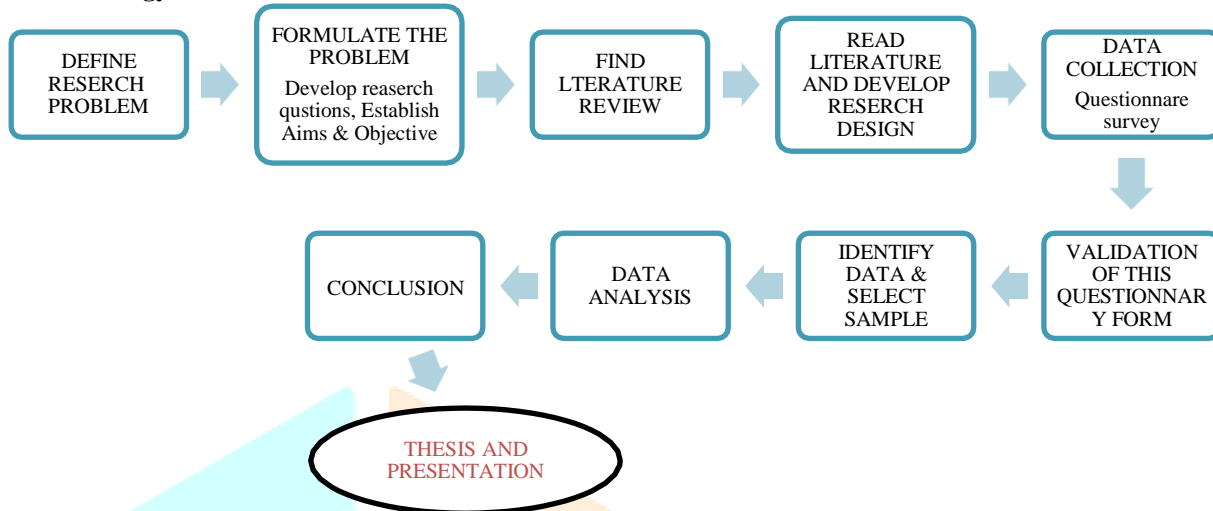 DEFINE
RESERCH
PROBLEM
FORMULATE THE
PROBLEM
Develop reaserch
qustions, Establish
Aims & Objective
FIND
LTERATURE
REVIEW
READ
LITERATURE
AND DEVELOP
RESERCH
DESIGN
DATA
COLLECTION
Questionnare
survey
VALIDATION
OF THIS
QUESTIONNAR
Y FORM
IDENTIFY
DATA &
SELECT
SAMPLE
DATA
ANALYSIS
CONCLUSION
THESIS AND
PRESENTATION